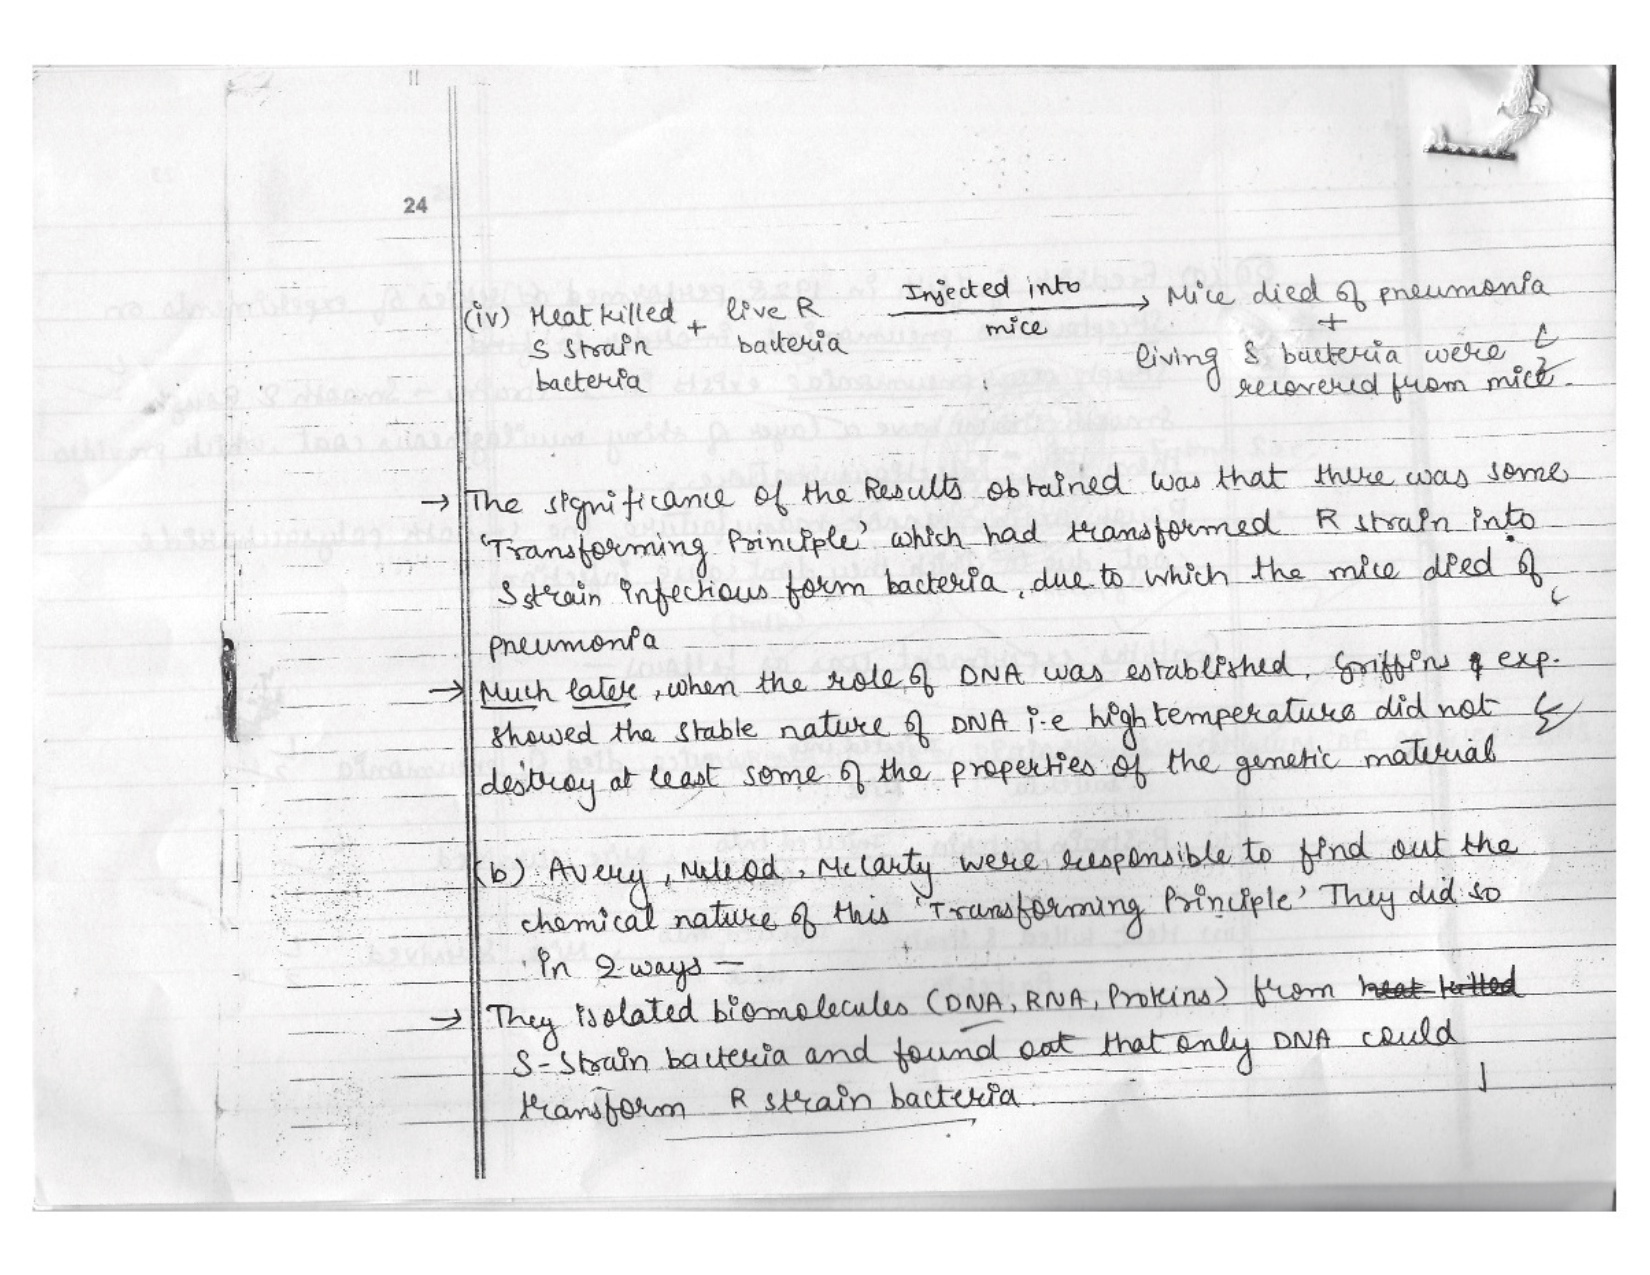 24
(iv) Heat killed + live R Injected into → Mice died of pneumonia
S strain bacteria mice +
bacteria living S bacteria were
recovered from mice.
→ The significance of the Results obtained was that there was some
'Transforming Principle' which had transformed R strain into
S strain infectious form bacteria, due to which the mice died of
pneumonia
→ Much later, when the role of DNA was established, Griffins exp.
showed the stable nature of DNA i.e high temperature did not
destroy at least some of the properties of the genetic material
(b) Avery, McLeod, McCarty were responsible to find out the
chemical nature of this 'Transforming Principle' They did so
in 2 ways —
→ They isolated biomolecules (DNA, RNA, Proteins) from heat killed
S-Strain bacteria and found out that only DNA could
transform R strain bacteria.